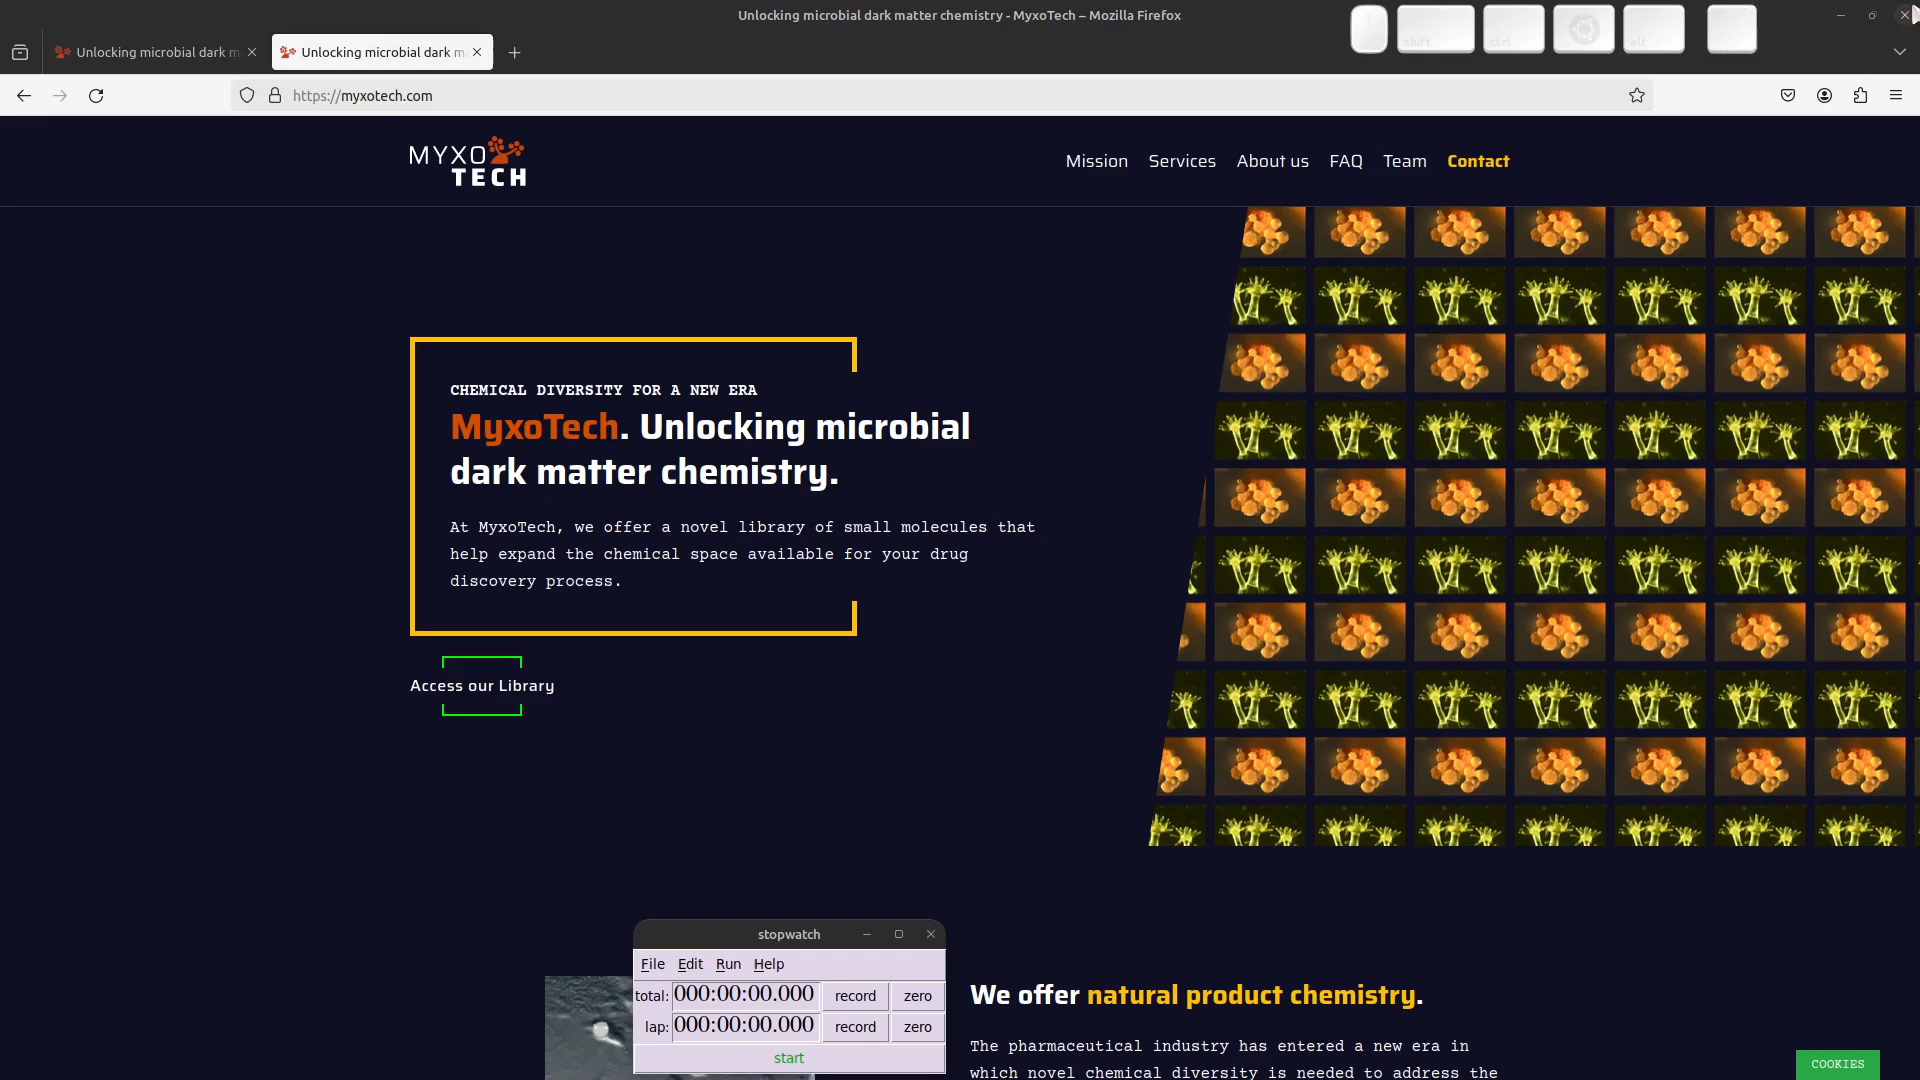 Unlocking microbial dark matter chemistry - MyxoTech – Mozilla Firefox
shift
ctrl
alt
Unlocking microbial dark m
Unlocking microbial dark m
https://myxotech.com
MYXO
TECH
Mission
Services
About us
FAQ
Team
Contact
CHEMICAL DIVERSITY FOR A NEW ERA
MyxoTech. Unlocking microbial
dark matter chemistry.
At MyxoTech, we offer a novel library of small molecules that
help expand the chemical space available for your drug
discovery process.
Access our Library
stopwatch
File Edit Run Help
total: 000:00:00.000 record zero
lap: 000:00:00.000 record zero
start
We offer natural product chemistry.
The pharmaceutical industry has entered a new era in
which novel chemical diversity is needed to address the
COOKIES